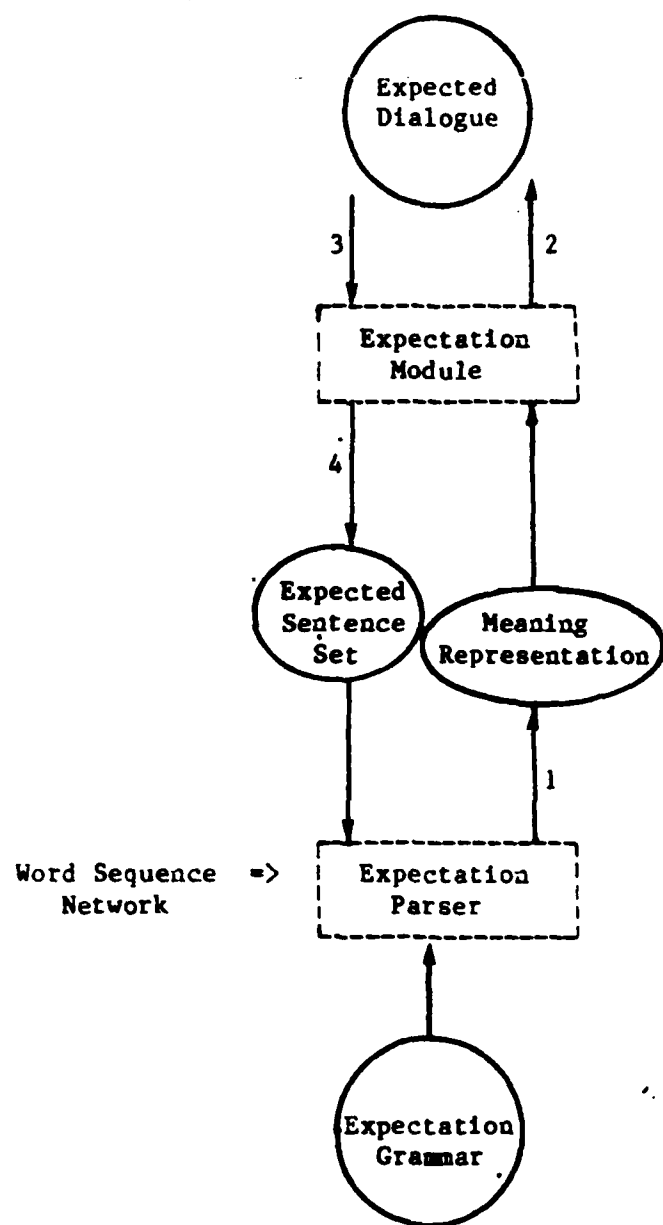 Expected
Dialogue
3
2
Expectation
Module
4
Expected
Sentence
Set
Meaning
Representation
1
Word Sequence =>
Network
Expectation
Parser
Expectation
Grammar